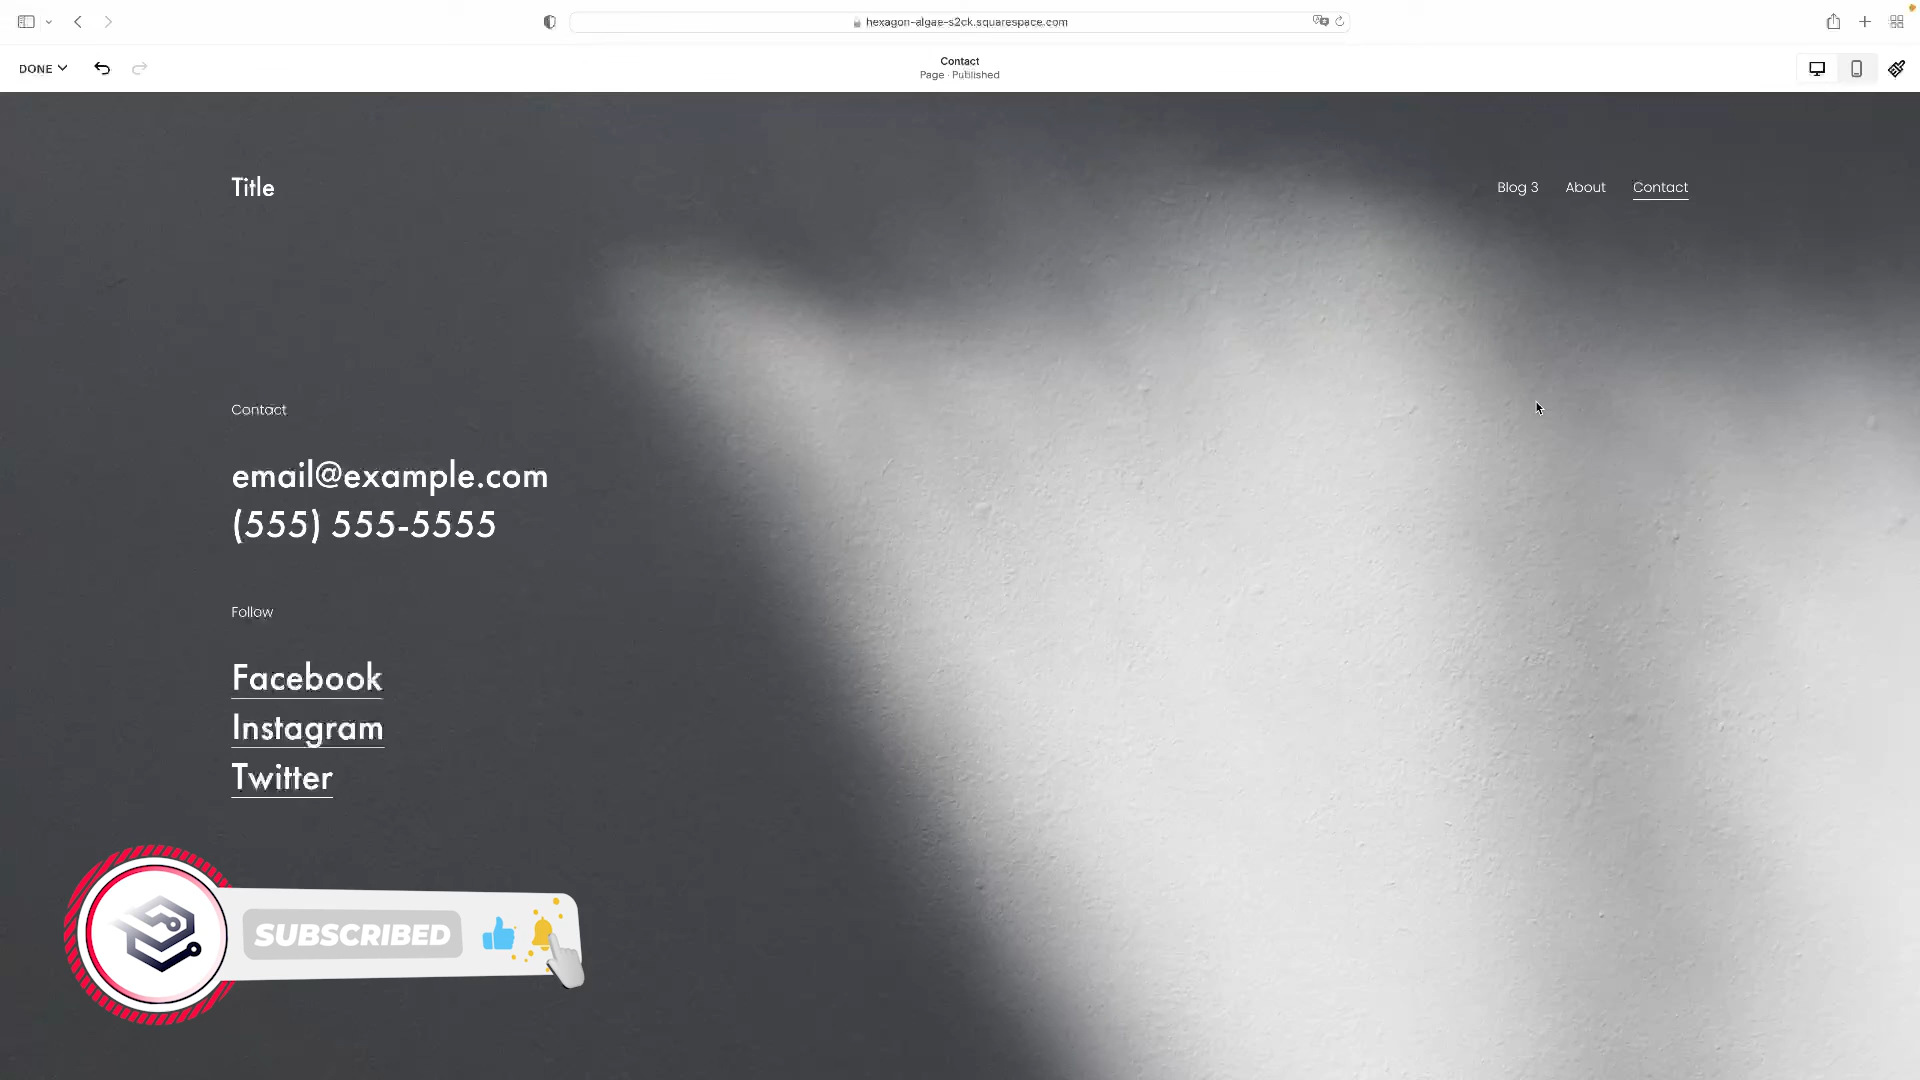 hexagon-algae-s2ck.squarespace.com
DONE
Contact
Page · Published
Title
Blog 3
About
Contact
Contact
email@example.com
(555) 555-5555
Follow
Facebook
Instagram
Twitter
SUBSCRIBED